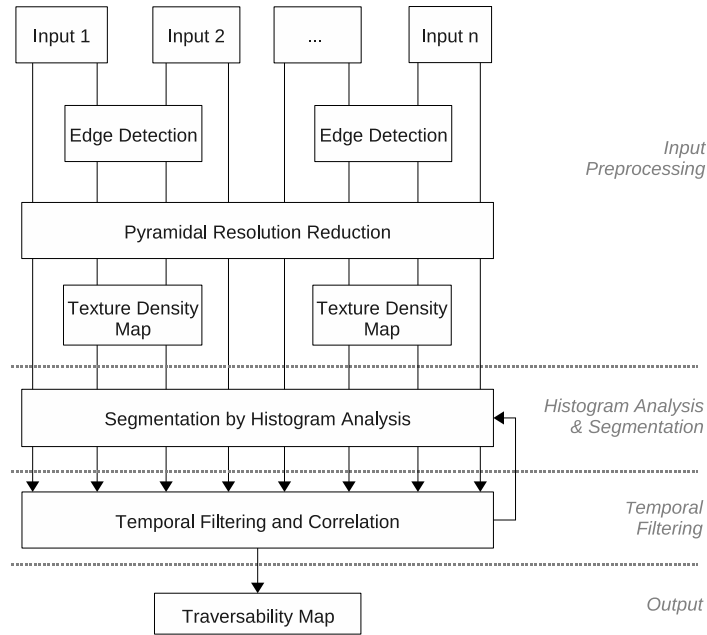 Input 1
Input 2
...
Input n
Edge Detection
Edge Detection
Input
Preprocessing
Pyramidal Resolution Reduction
Texture Density
Map
Texture Density
Map
Segmentation by Histogram Analysis
Histogram Analysis
& Segmentation
Temporal Filtering and Correlation
Temporal
Filtering
Traversability Map
Output